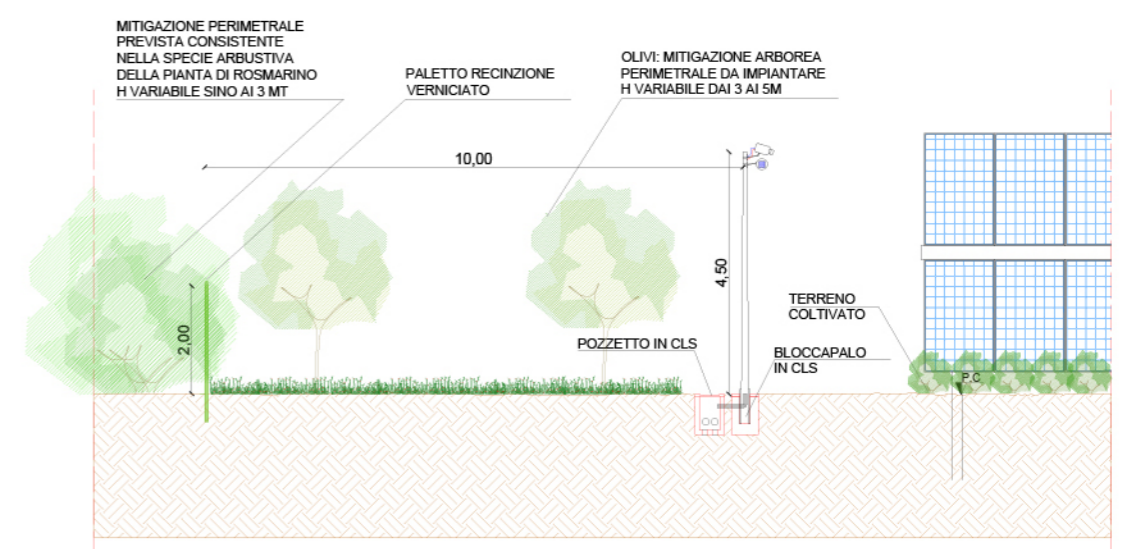 MITIGAZIONE PERIMETRALE
PREVISTA CONSISTENTE
NELLA SPECIE ARBUSTIVA
DELLA PIANTA DI ROSMARINO
H VARIABILE SINO AI 3 MT
PALETTO RECINZIONE
VERNICIATO
OLIVI: MITIGAZIONE ARBOREA
PERIMETRALE DA IMPIANTARE
H VARIABILE DAI 3 AI 5M
10,00
4,50
2,00
TERRENO
COLTIVATO
POZZETTO IN CLS
BLOCCAPALO
IN CLS
P.C